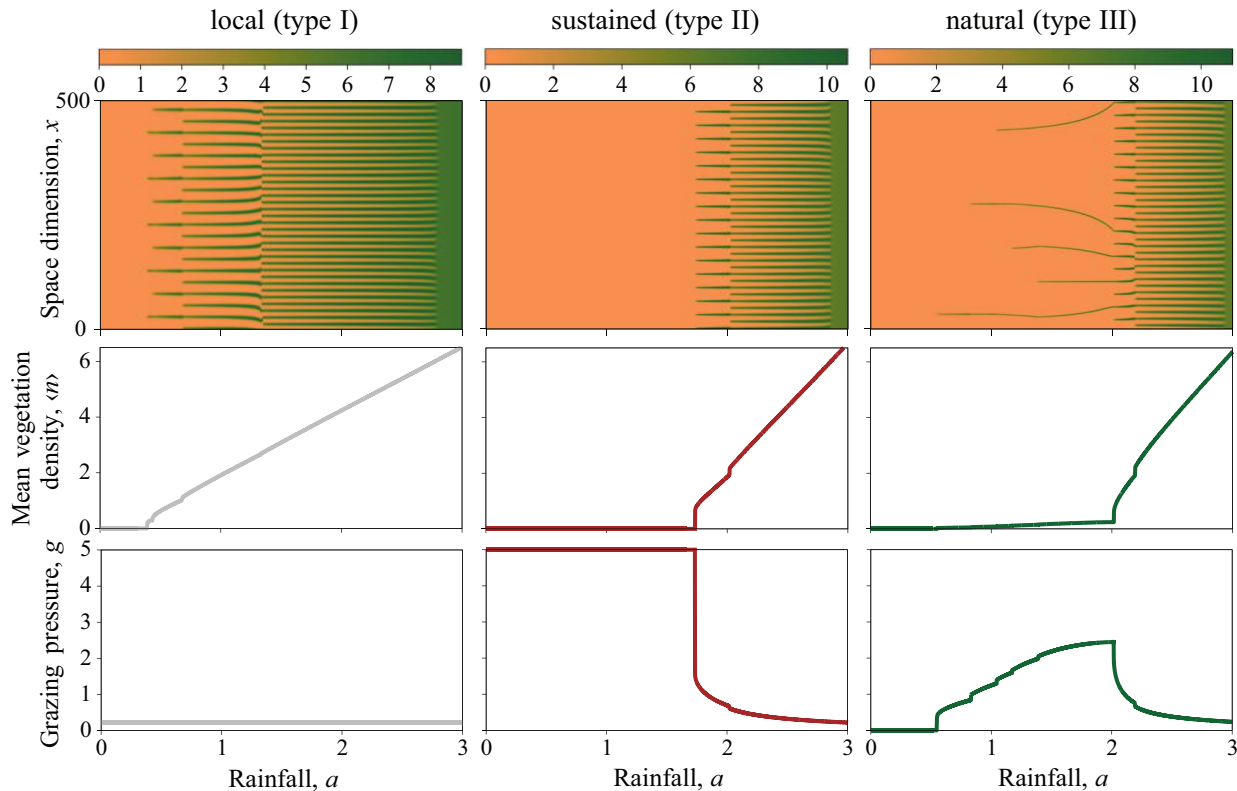 local (type I)
sustained (type II)
natural (type III)
0 1 2 3 4 5 6 7 8
0 2 4 6 8 10
0 2 4 6 8 10
Space dimension, x
500
0
Mean vegetation
density, ⟨n⟩
6
4
2
0
Grazing pressure, g
5
4
3
2
1
0
0 1 2 3
0 1 2 3
0 1 2 3
Rainfall, a
Rainfall, a
Rainfall, a